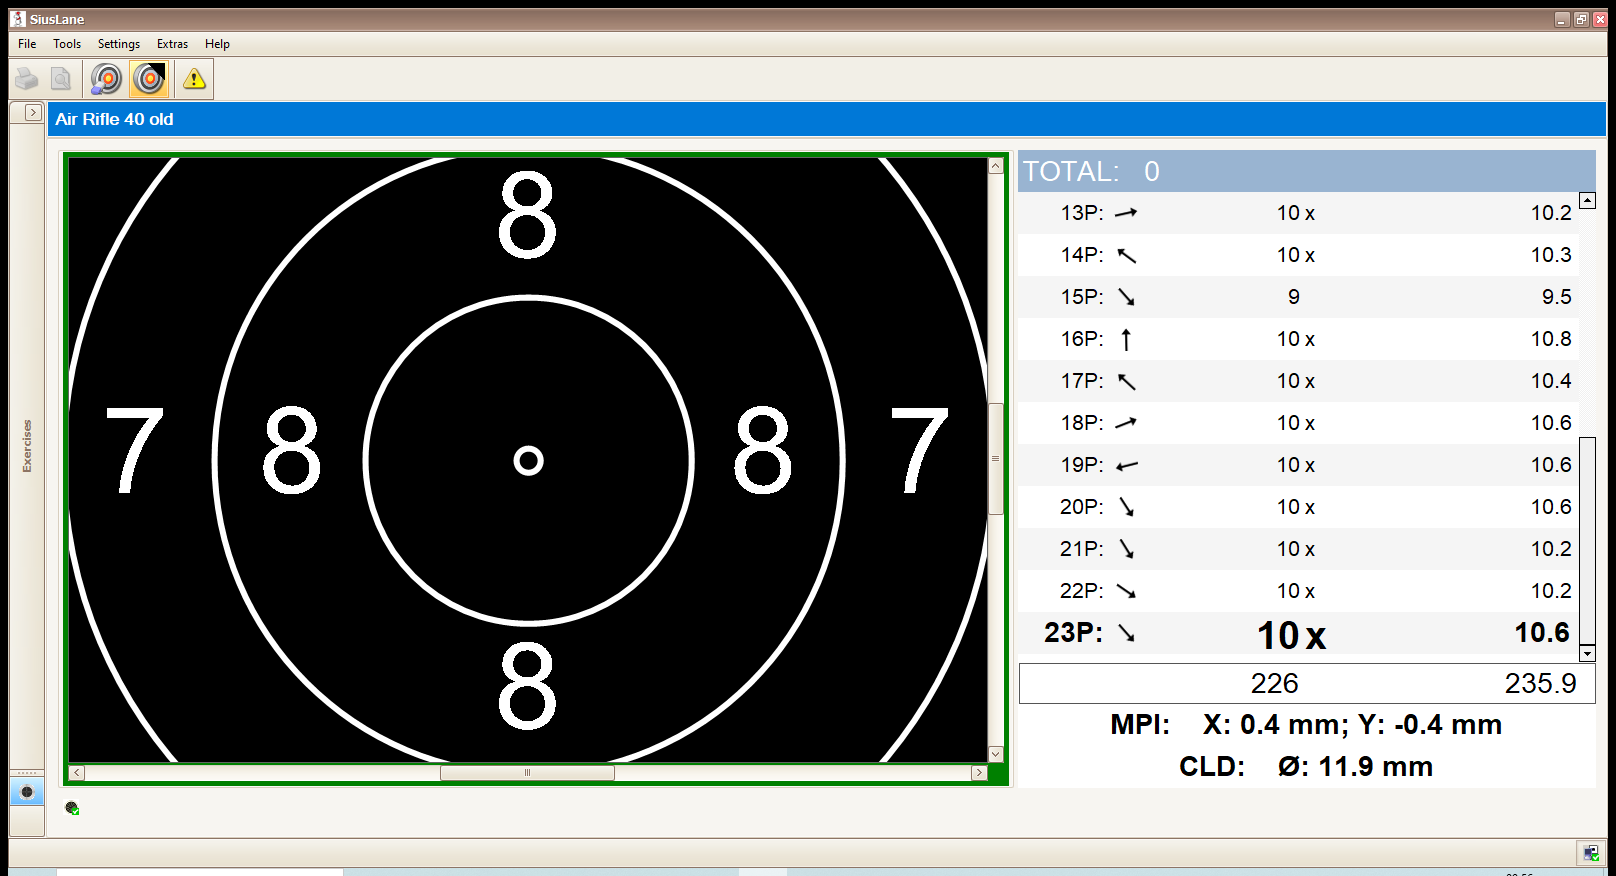 SiusLane
File Tools Settings Extras Help
Air Rifle 40 old
Exercises
8
7 8 8 7
8
TOTAL: 0
13P: 10 x 10.2
14P: 10 x 10.3
15P: 9 9.5
16P: 10 x 10.8
17P: 10 x 10.4
18P: 10 x 10.6
19P: 10 x 10.6
20P: 10 x 10.6
21P: 10 x 10.2
22P: 10 x 10.2
23P: 10 x 10.6
226 235.9
MPI: X: 0.4 mm; Y: -0.4 mm
CLD: Ø: 11.9 mm